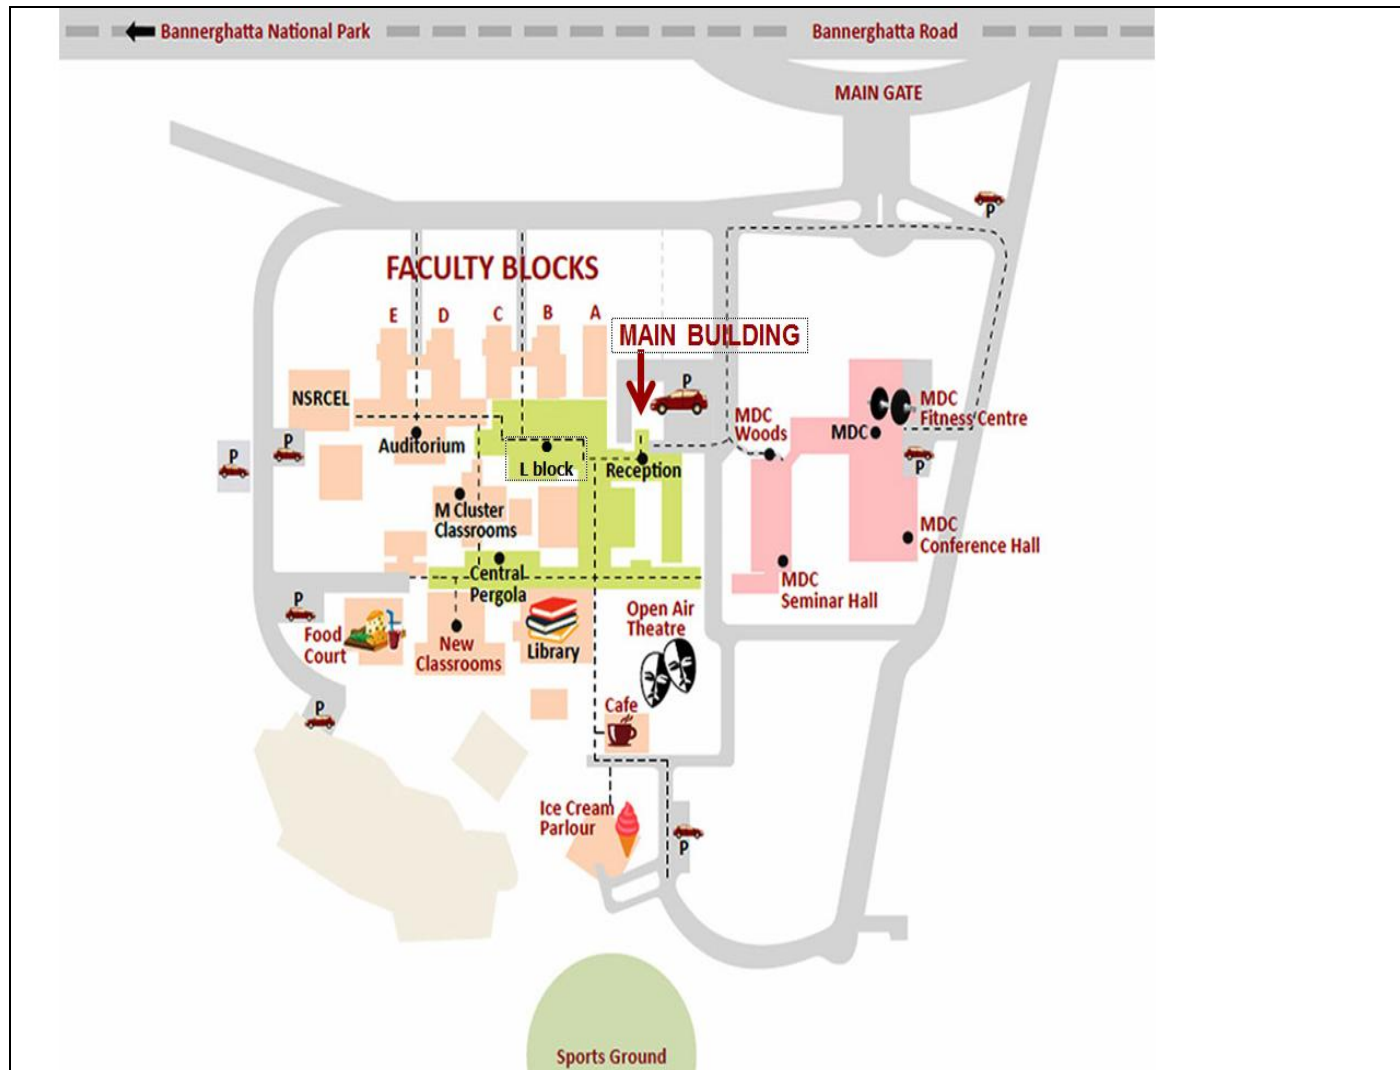 Bannerghatta National Park
Bannerghatta Road
MAIN GATE
P
FACULTY BLOCKS
E D C B A
MAIN BUILDING
P
NSRCEL
MDC
Woods
MDC
MDC
Fitness Centre
Auditorium
P
P
L block
Reception
P
M Cluster
Classrooms
MDC
Conference Hall
Central
Pergola
MDC
Seminar Hall
P
Food
Court
New
Classrooms
Library
Open Air
Theatre
P
Cafe
Ice Cream
Parlour
P
Sports Ground